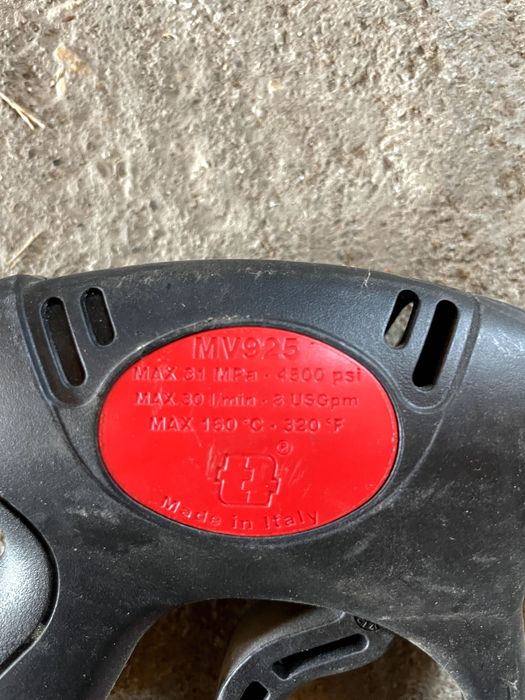 MV925
MAX 31 MPa - 4500 psi
MAX 30 l/min - 8 USGpm
MAX 160 °C - 320 °F
®
Made in Italy